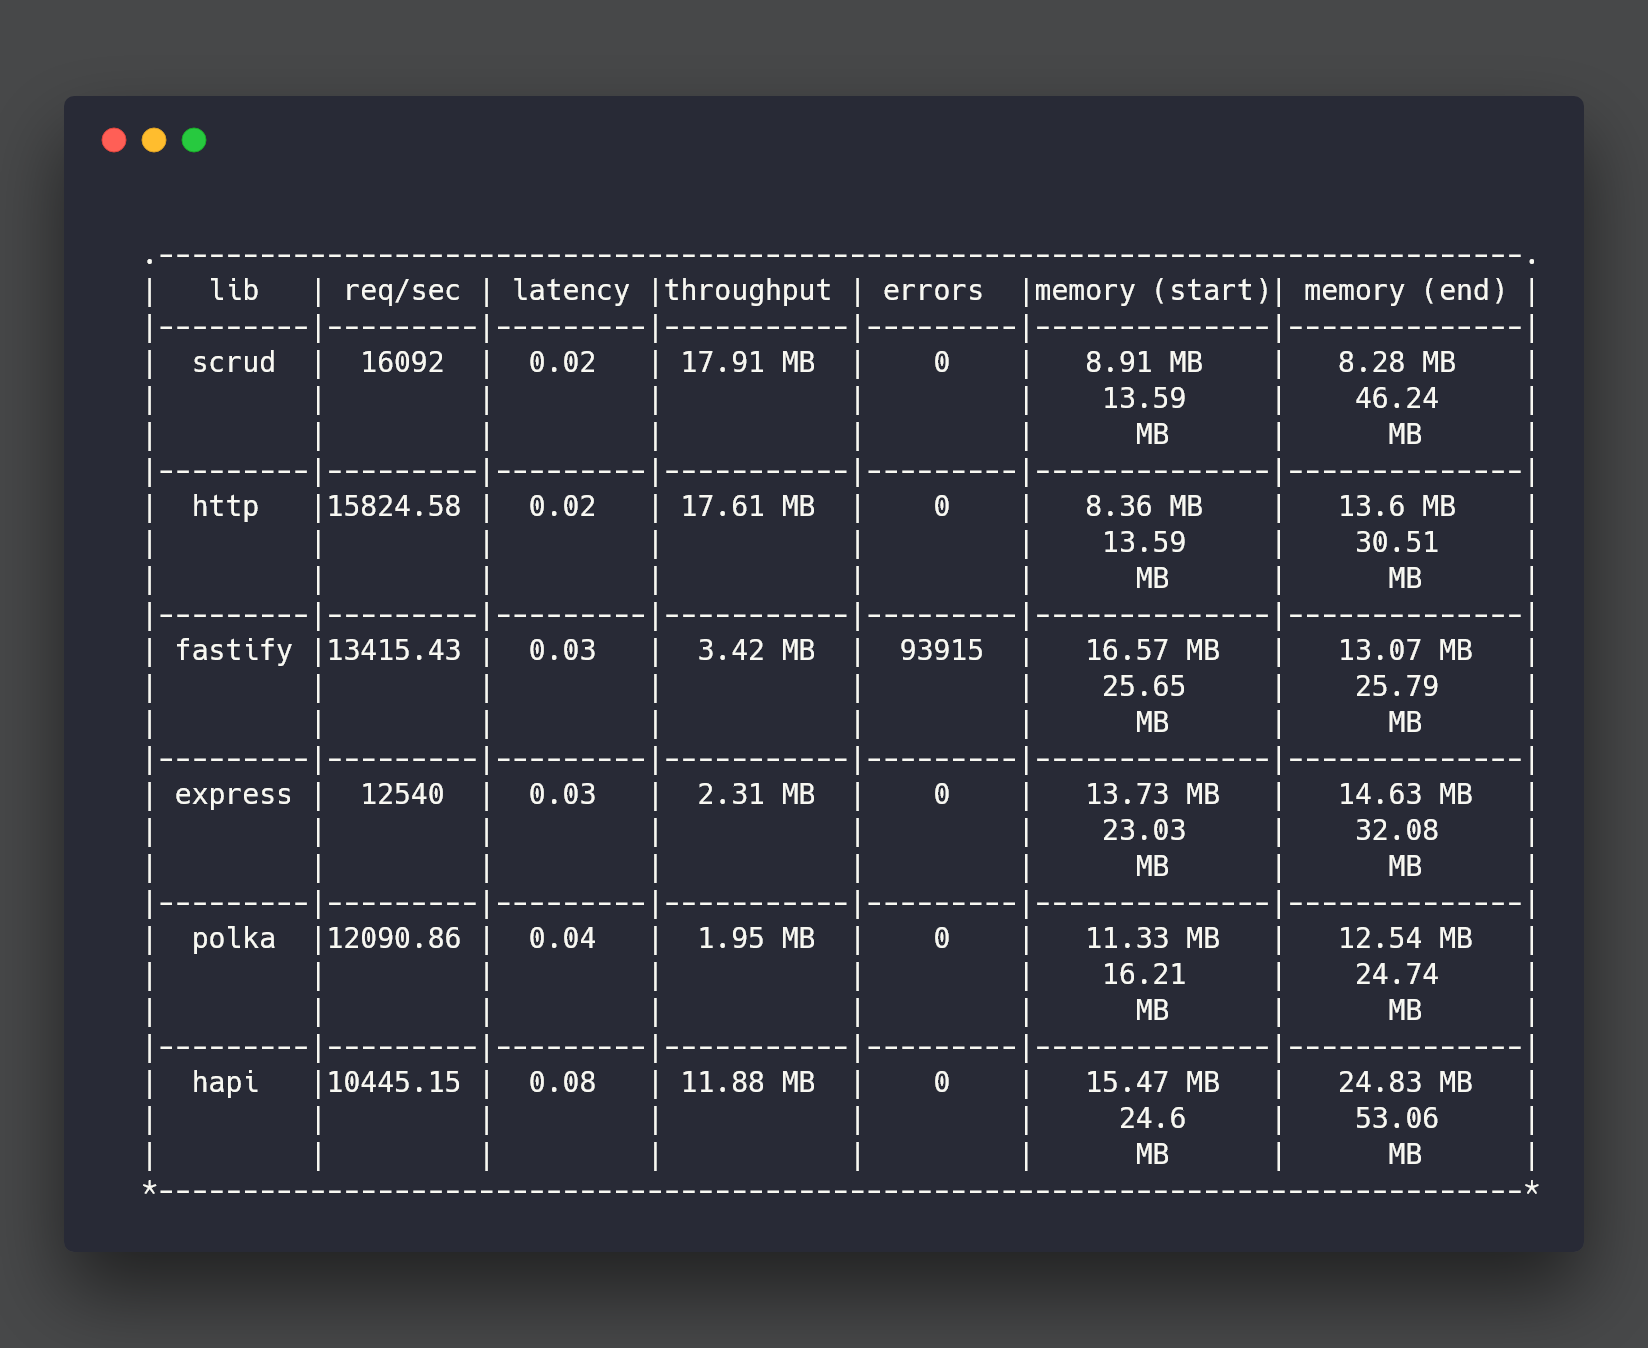 .---------------------------------------------------------------------------------.
|   lib   | req/sec | latency |throughput | errors  |memory (start)| memory (end) |
|---------|---------|---------|-----------|---------|--------------|--------------|
|  scrud  |  16092  |  0.02   | 17.91 MB  |    0    |   8.91 MB    |   8.28 MB    |
|         |         |         |           |         |    13.59     |    46.24     |
|         |         |         |           |         |      MB      |      MB      |
|---------|---------|---------|-----------|---------|--------------|--------------|
|  http   |15824.58 |  0.02   | 17.61 MB  |    0    |   8.36 MB    |   13.6 MB    |
|         |         |         |           |         |    13.59     |    30.51     |
|         |         |         |           |         |      MB      |      MB      |
|---------|---------|---------|-----------|---------|--------------|--------------|
| fastify |13415.43 |  0.03   |  3.42 MB  |  93915  |   16.57 MB   |   13.07 MB   |
|         |         |         |           |         |    25.65     |    25.79     |
|         |         |         |           |         |      MB      |      MB      |
|---------|---------|---------|-----------|---------|--------------|--------------|
| express |  12540  |  0.03   |  2.31 MB  |    0    |   13.73 MB   |   14.63 MB   |
|         |         |         |           |         |    23.03     |    32.08     |
|         |         |         |           |         |      MB      |      MB      |
|---------|---------|---------|-----------|---------|--------------|--------------|
|  polka  |12090.86 |  0.04   |  1.95 MB  |    0    |   11.33 MB   |   12.54 MB   |
|         |         |         |           |         |    16.21     |    24.74     |
|         |         |         |           |         |      MB      |      MB      |
|---------|---------|---------|-----------|---------|--------------|--------------|
|  hapi   |10445.15 |  0.08   | 11.88 MB  |    0    |   15.47 MB   |   24.83 MB   |
|         |         |         |           |         |     24.6     |    53.06     |
|         |         |         |           |         |      MB      |      MB      |
*---------------------------------------------------------------------------------*